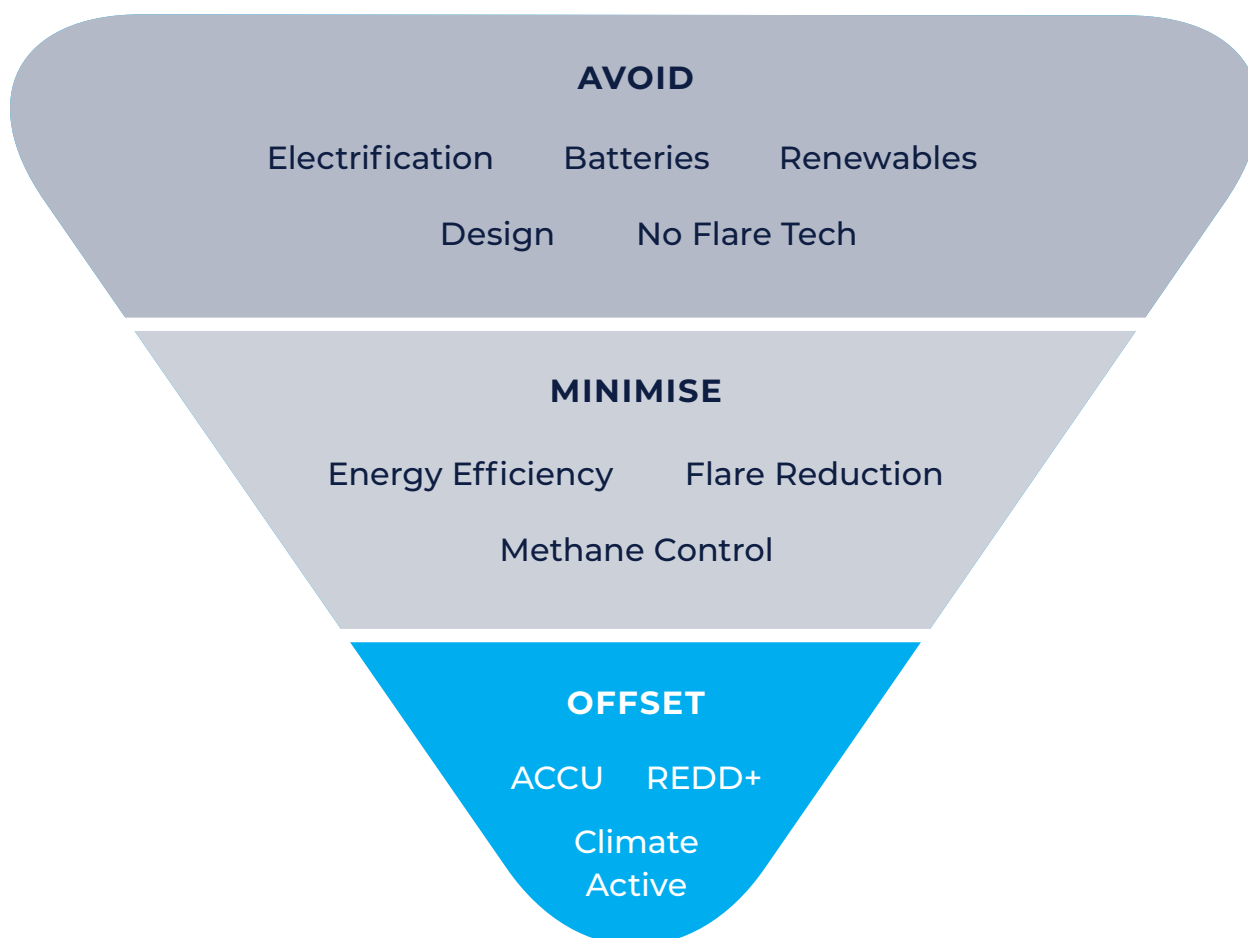 AVOID
Electrification Batteries Renewables
Design No Flare Tech
MINIMISE
Energy Efficiency Flare Reduction
Methane Control
OFFSET
ACCU REDD+
Climate
Active